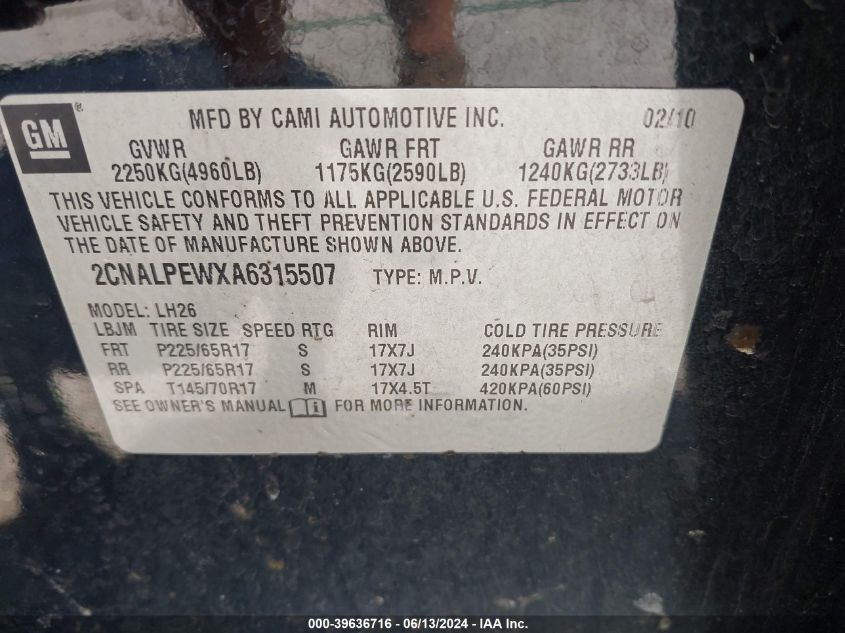 GM ®
MFD BY CAMI AUTOMOTIVE INC. 02/10
GVWR GAWR FRT GAWR RR
2250KG(4960LB) 1175KG(2590LB) 1240KG(2733LB)
THIS VEHICLE CONFORMS TO ALL APPLICABLE U.S. FEDERAL MOTOR
VEHICLE SAFETY AND THEFT PREVENTION STANDARDS IN EFFECT ON
THE DATE OF MANUFACTURE SHOWN ABOVE.
2CNALPEWXA6315507 TYPE: M.P.V.
MODEL: LH26
LBJM TIRE SIZE SPEED RTG RIM COLD TIRE PRESSURE
FRT P225/65R17 S 17X7J 240KPA(35PSI)
RR P225/65R17 S 17X7J 240KPA(35PSI)
SPA T145/70R17 M 17X4.5T 420KPA(60PSI)
SEE OWNER'S MANUAL i FOR MORE INFORMATION.
000-39636716 - 06/13/2024 - IAA Inc.